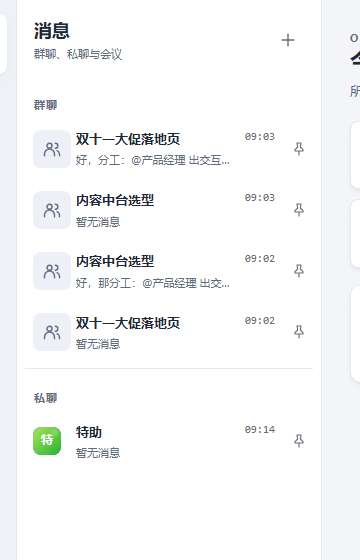 消息
群聊、私聊与会议
群聊
双十一大促落地页 09:03
好，分工：@产品经理 出交互...
内容中台选型 09:03
暂无消息
内容中台选型 09:02
好，那分工：@产品经理 出交...
双十一大促落地页 09:02
暂无消息
私聊
特 特助 09:14
暂无消息